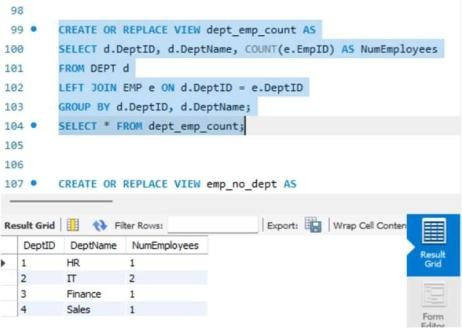 98
99 CREATE OR REPLACE VIEW dept_emp_count AS
100 SELECT d.DeptID, d.DeptName, COUNT(e.EmpID) AS NumEmployees
101 FROM DEPT d
102 LEFT JOIN EMP e ON d.DeptID = e.DeptID
103 GROUP BY d.DeptID, d.DeptName;
104 SELECT * FROM dept_emp_count;
105
106
107 CREATE OR REPLACE VIEW emp_no_dept AS
Result Grid Filter Rows: Export: Wrap Cell Conten
DeptID DeptName NumEmployees
1 HR 1
2 IT 2
3 Finance 1
4 Sales 1
Result
Grid
Form
Editor